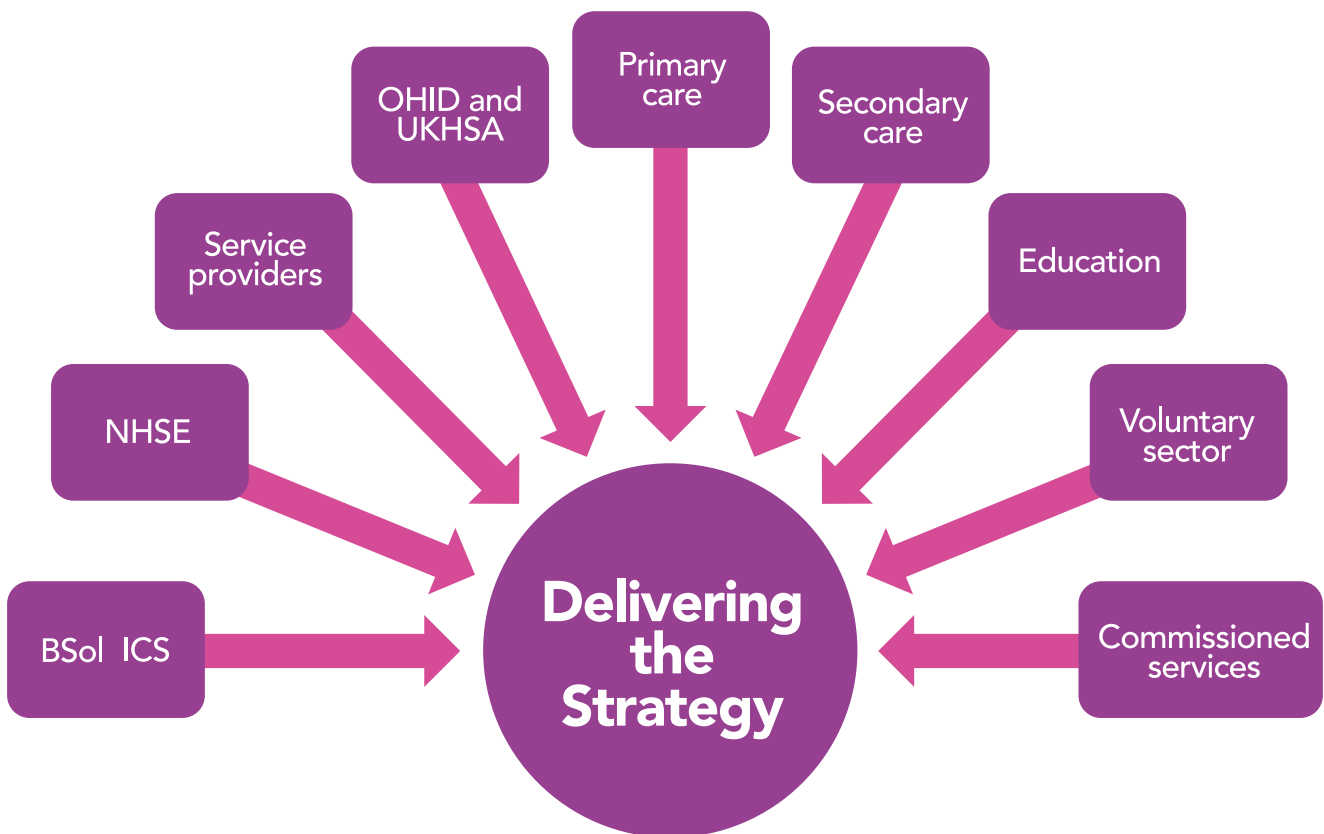 Primary
care
OHID and
UKHSA
Secondary
care
Service
providers
Education
NHSE
Voluntary
sector
BSol ICS
Delivering
the
Strategy
Commissioned
services